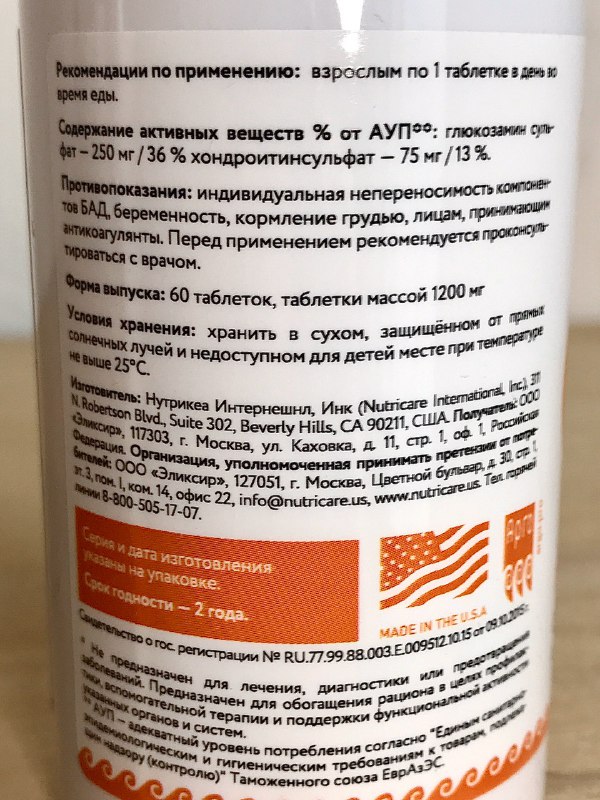 Рекомендации по применению: взрослым по 1 таблетке в день во
время еды.
Содержание активных веществ % от АУП**: глюкозамин суль-
фат – 250 мг / 36 % хондроитинсульфат – 75 мг / 13 %.
Противопоказания: индивидуальная непереносимость компонен-
тов БАД, беременность, кормление грудью, лицам, принимающим
антикоагулянты. Перед применением рекомендуется проконсуль-
тироваться с врачом.
Форма выпуска: 60 таблеток, таблетки массой 1200 мг
Условия хранения: хранить в сухом, защищённом от прямых
солнечных лучей и недоступном для детей месте при температуре
не выше 25°C.
Изготовитель: Нутрикеа Интернешнл, Инк (Nutricare International, Inc.), 311
N. Robertson Blvd., Suite 302, Beverly Hills, CA 90211, США. Получатель: ООО
«Эликсир», 117303, г. Москва, ул. Каховка, д. 11, стр. 1, оф. 1, Российская
Федерация. Организация, уполномоченная принимать претензии от потре-
бителей: ООО «Эликсир», 127051, г. Москва, Цветной бульвар, д. 30, стр. 1,
эт. 3, пом. I, ком. 14, офис 22, info@nutricare.us, www.nutricare.us. Тел. горячей
линии 8-800-505-17-07.
Серия и дата изготовления
указаны на упаковке.
Срок годности – 2 года.
Арго
argo.pro
MADE IN THE U.S.A
Свидетельство о гос. регистрации № RU.77.99.88.003.E.009512.10.15 от 09.10.2015 г.
* Не предназначен для лечения, диагностики или предотвращения
заболеваний. Предназначен для обогащения рациона в целях профилак-
тики, вспомогательной терапии и поддержки функциональной активности
указанных органов и систем.
** АУП – адекватный уровень потребления согласно "Единым санитарно-
эпидемиологическим и гигиеническим требованиям к товарам, подлежа-
щим надзору (контролю)" Таможенного союза ЕврАзЭС.